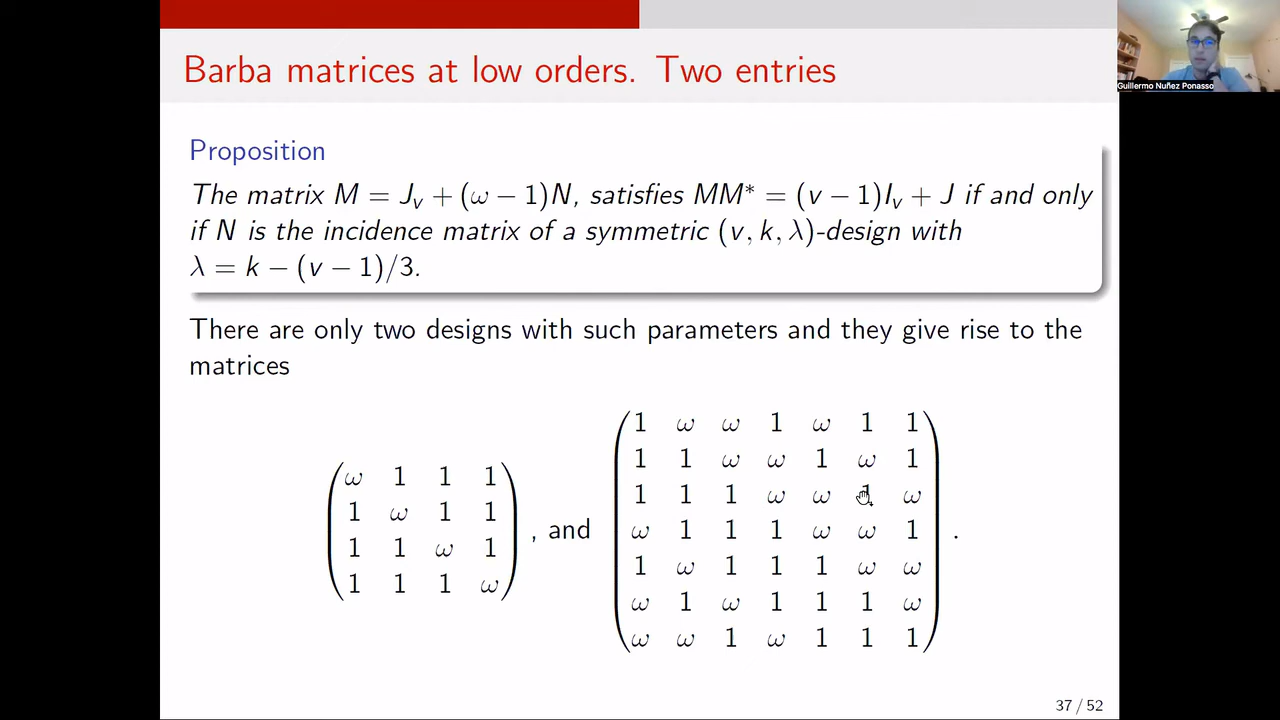 Barba matrices at low orders. Two entries
Guillermo Nuñez Ponasso
Proposition
The matrix M = Jᵥ + (ω − 1)N, satisfies MM* = (v − 1)Iᵥ + J if and only
if N is the incidence matrix of a symmetric (v, k, λ)-design with
λ = k − (v − 1)/3.
There are only two designs with such parameters and they give rise to the
matrices
ω 1 1 1
1 ω 1 1
1 1 ω 1
1 1 1 ω
, and
1 ω ω 1 ω 1 1
1 1 ω ω 1 ω 1
1 1 1 ω ω 1 ω
ω 1 1 1 ω ω 1
1 ω 1 1 1 ω ω
ω 1 ω 1 1 1 ω
ω ω 1 ω 1 1 1
.
37 / 52